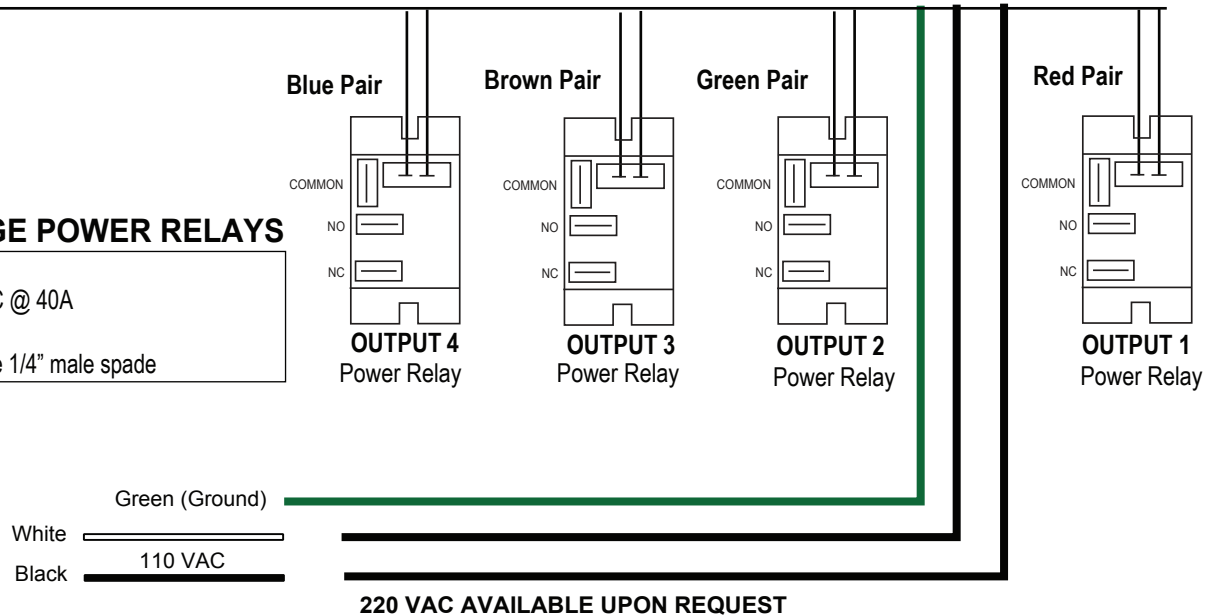 Blue Pair
Brown Pair
Green Pair
Red Pair
COMMON
NO
NC
COMMON
NO
NC
COMMON
NO
NC
COMMON
NO
NC
POWER RELAYS
@ 40A
1/4” male spade
OUTPUT 4
Power Relay
OUTPUT 3
Power Relay
OUTPUT 2
Power Relay
OUTPUT 1
Power Relay
Green (Ground)
White
110 VAC
Black
220 VAC AVAILABLE UPON REQUEST